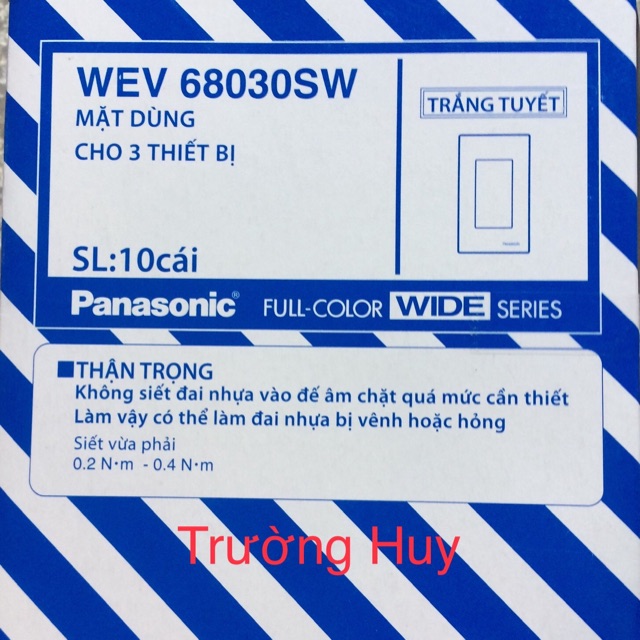 WEV 68030SW
MẶT DÙNG
CHO 3 THIẾT BỊ
SL:10cái
TRẮNG TUYẾT
Panasonic
Panasonic® FULL-COLOR WIDE SERIES
THẬN TRỌNG
Không siết đai nhựa vào đế âm chặt quá mức cần thiết
Làm vậy có thể làm đai nhựa bị vênh hoặc hỏng
Siết vừa phải
0.2 N·m - 0.4 N·m
Trường Huy